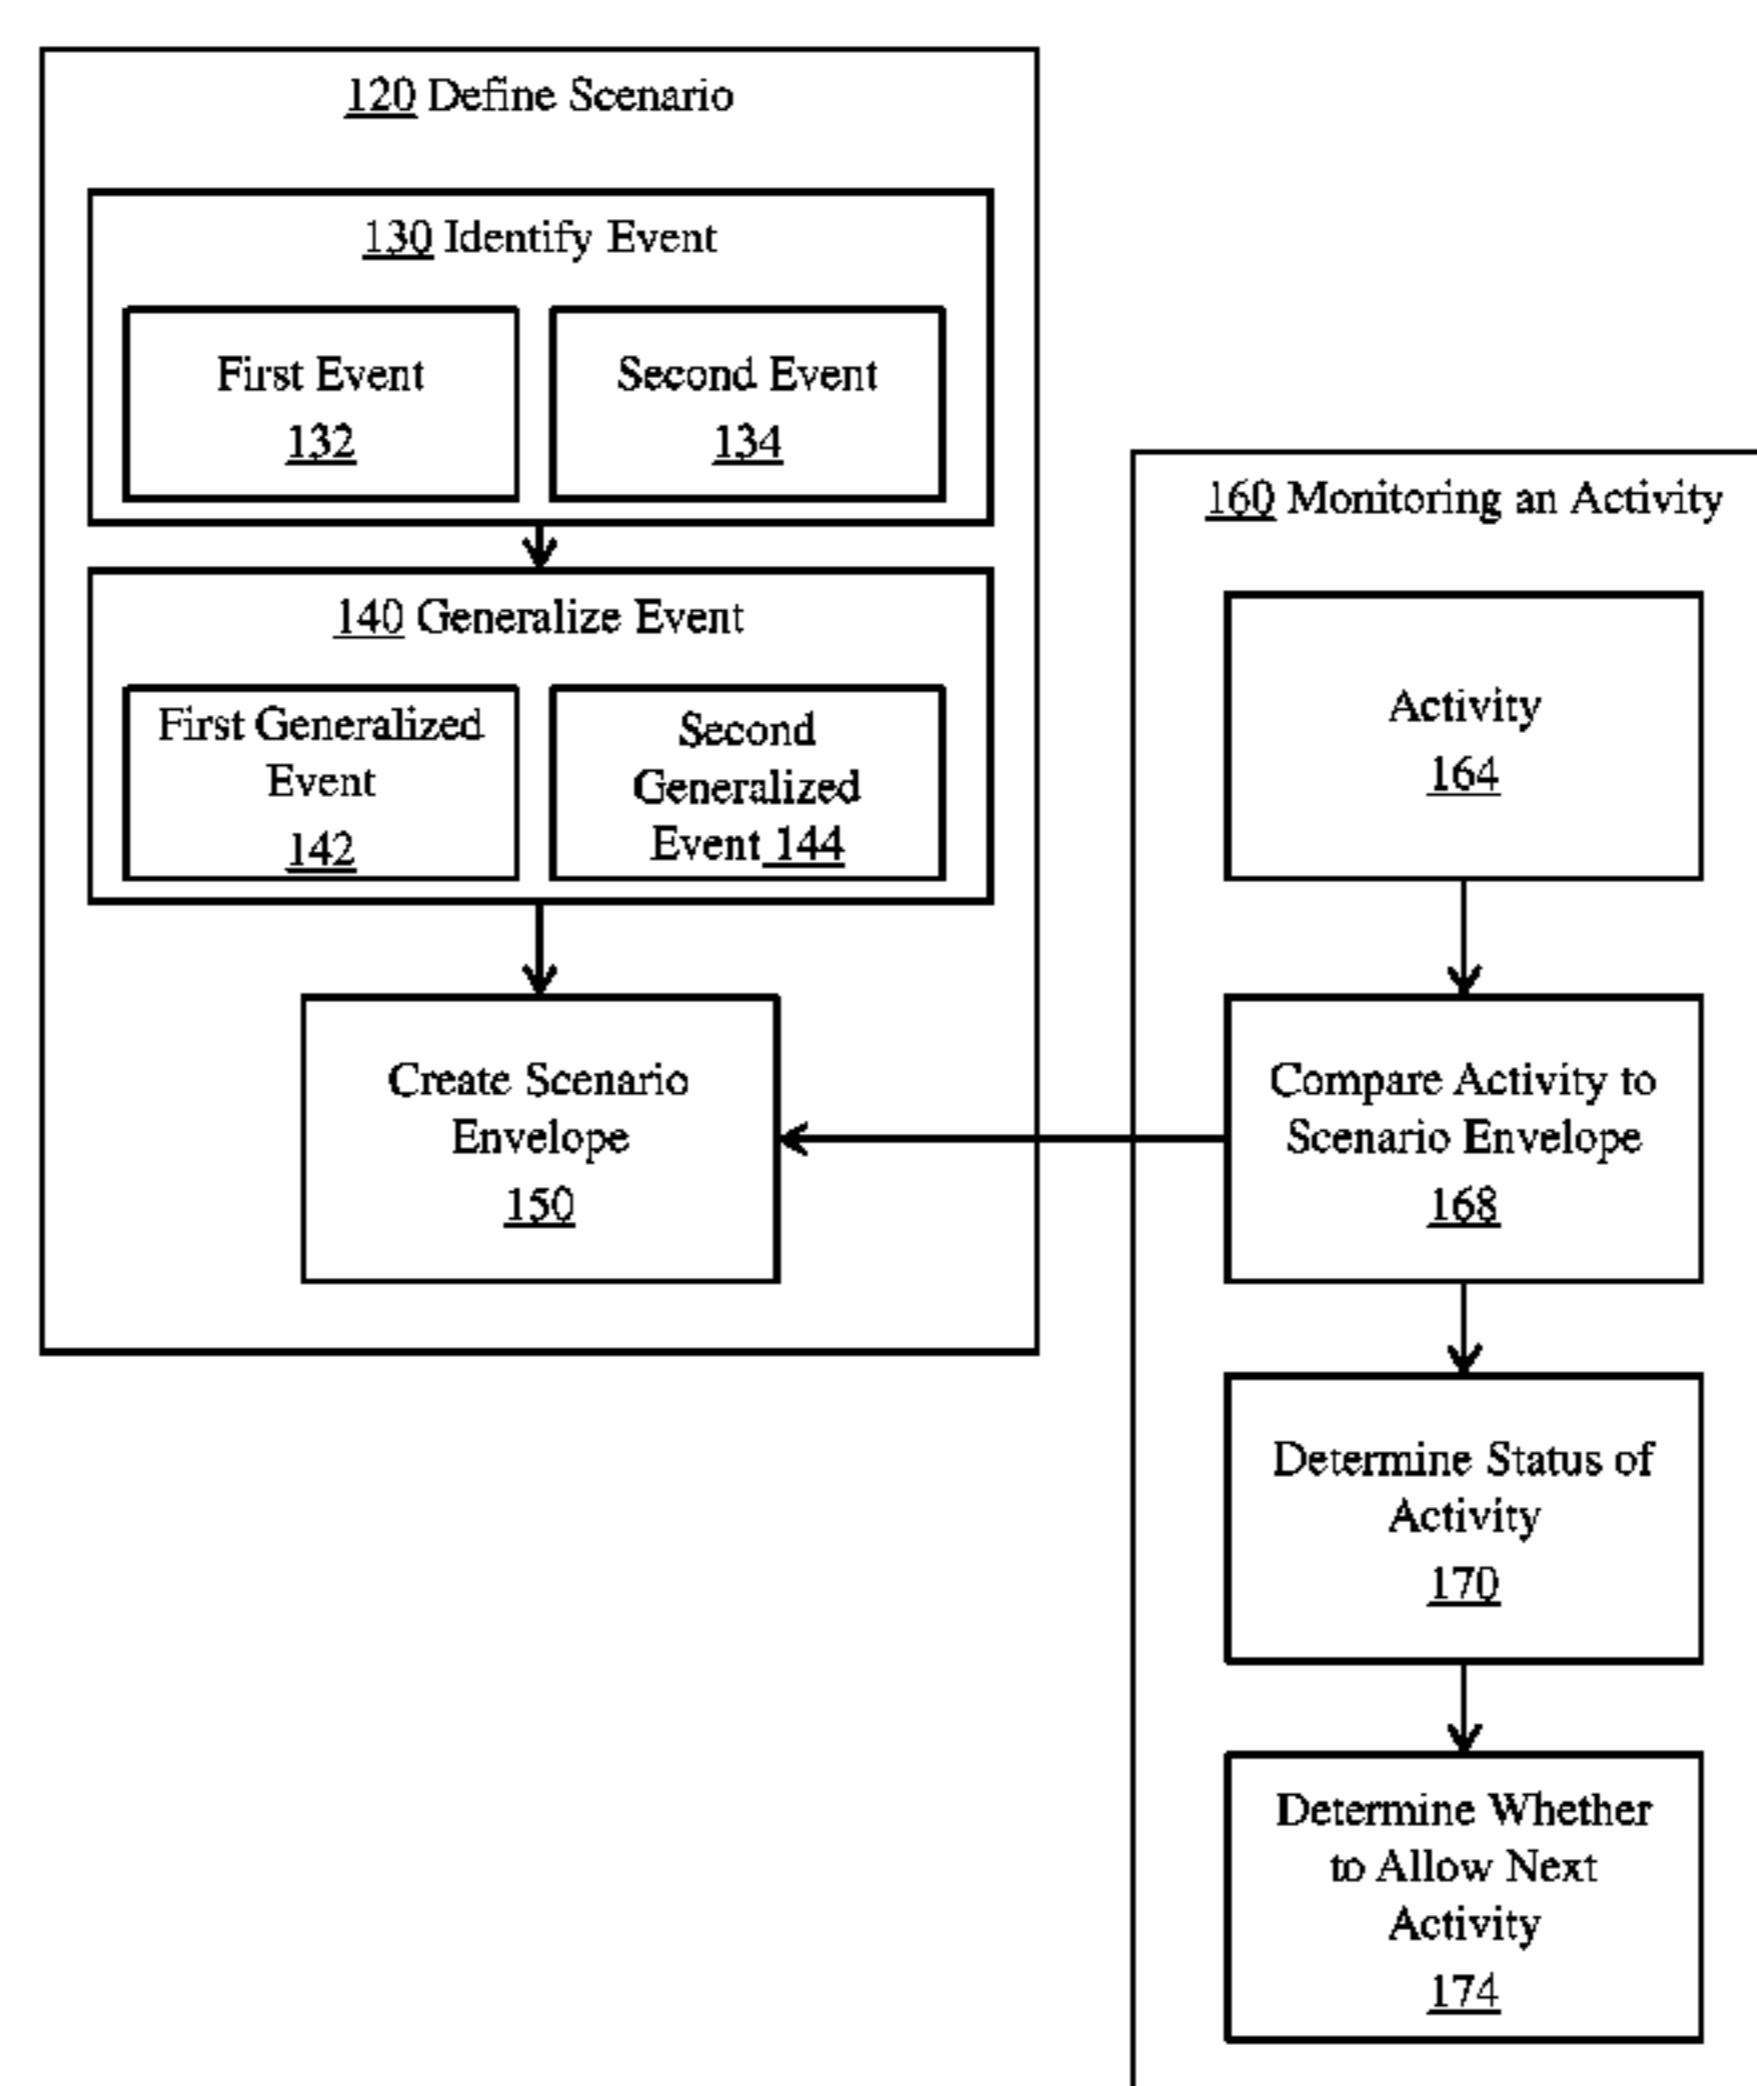 120 Define Scenario
130 Identify Event
First Event
132
Second Event
134
140 Generalize Event
First Generalized
Event
142
Second
Generalized
Event 144
Create Scenario
Envelope
150
160 Monitoring an Activity
Activity
164
Compare Activity to
Scenario Envelope
168
Determine Status of
Activity
170
Determine Whether
to Allow Next
Activity
174